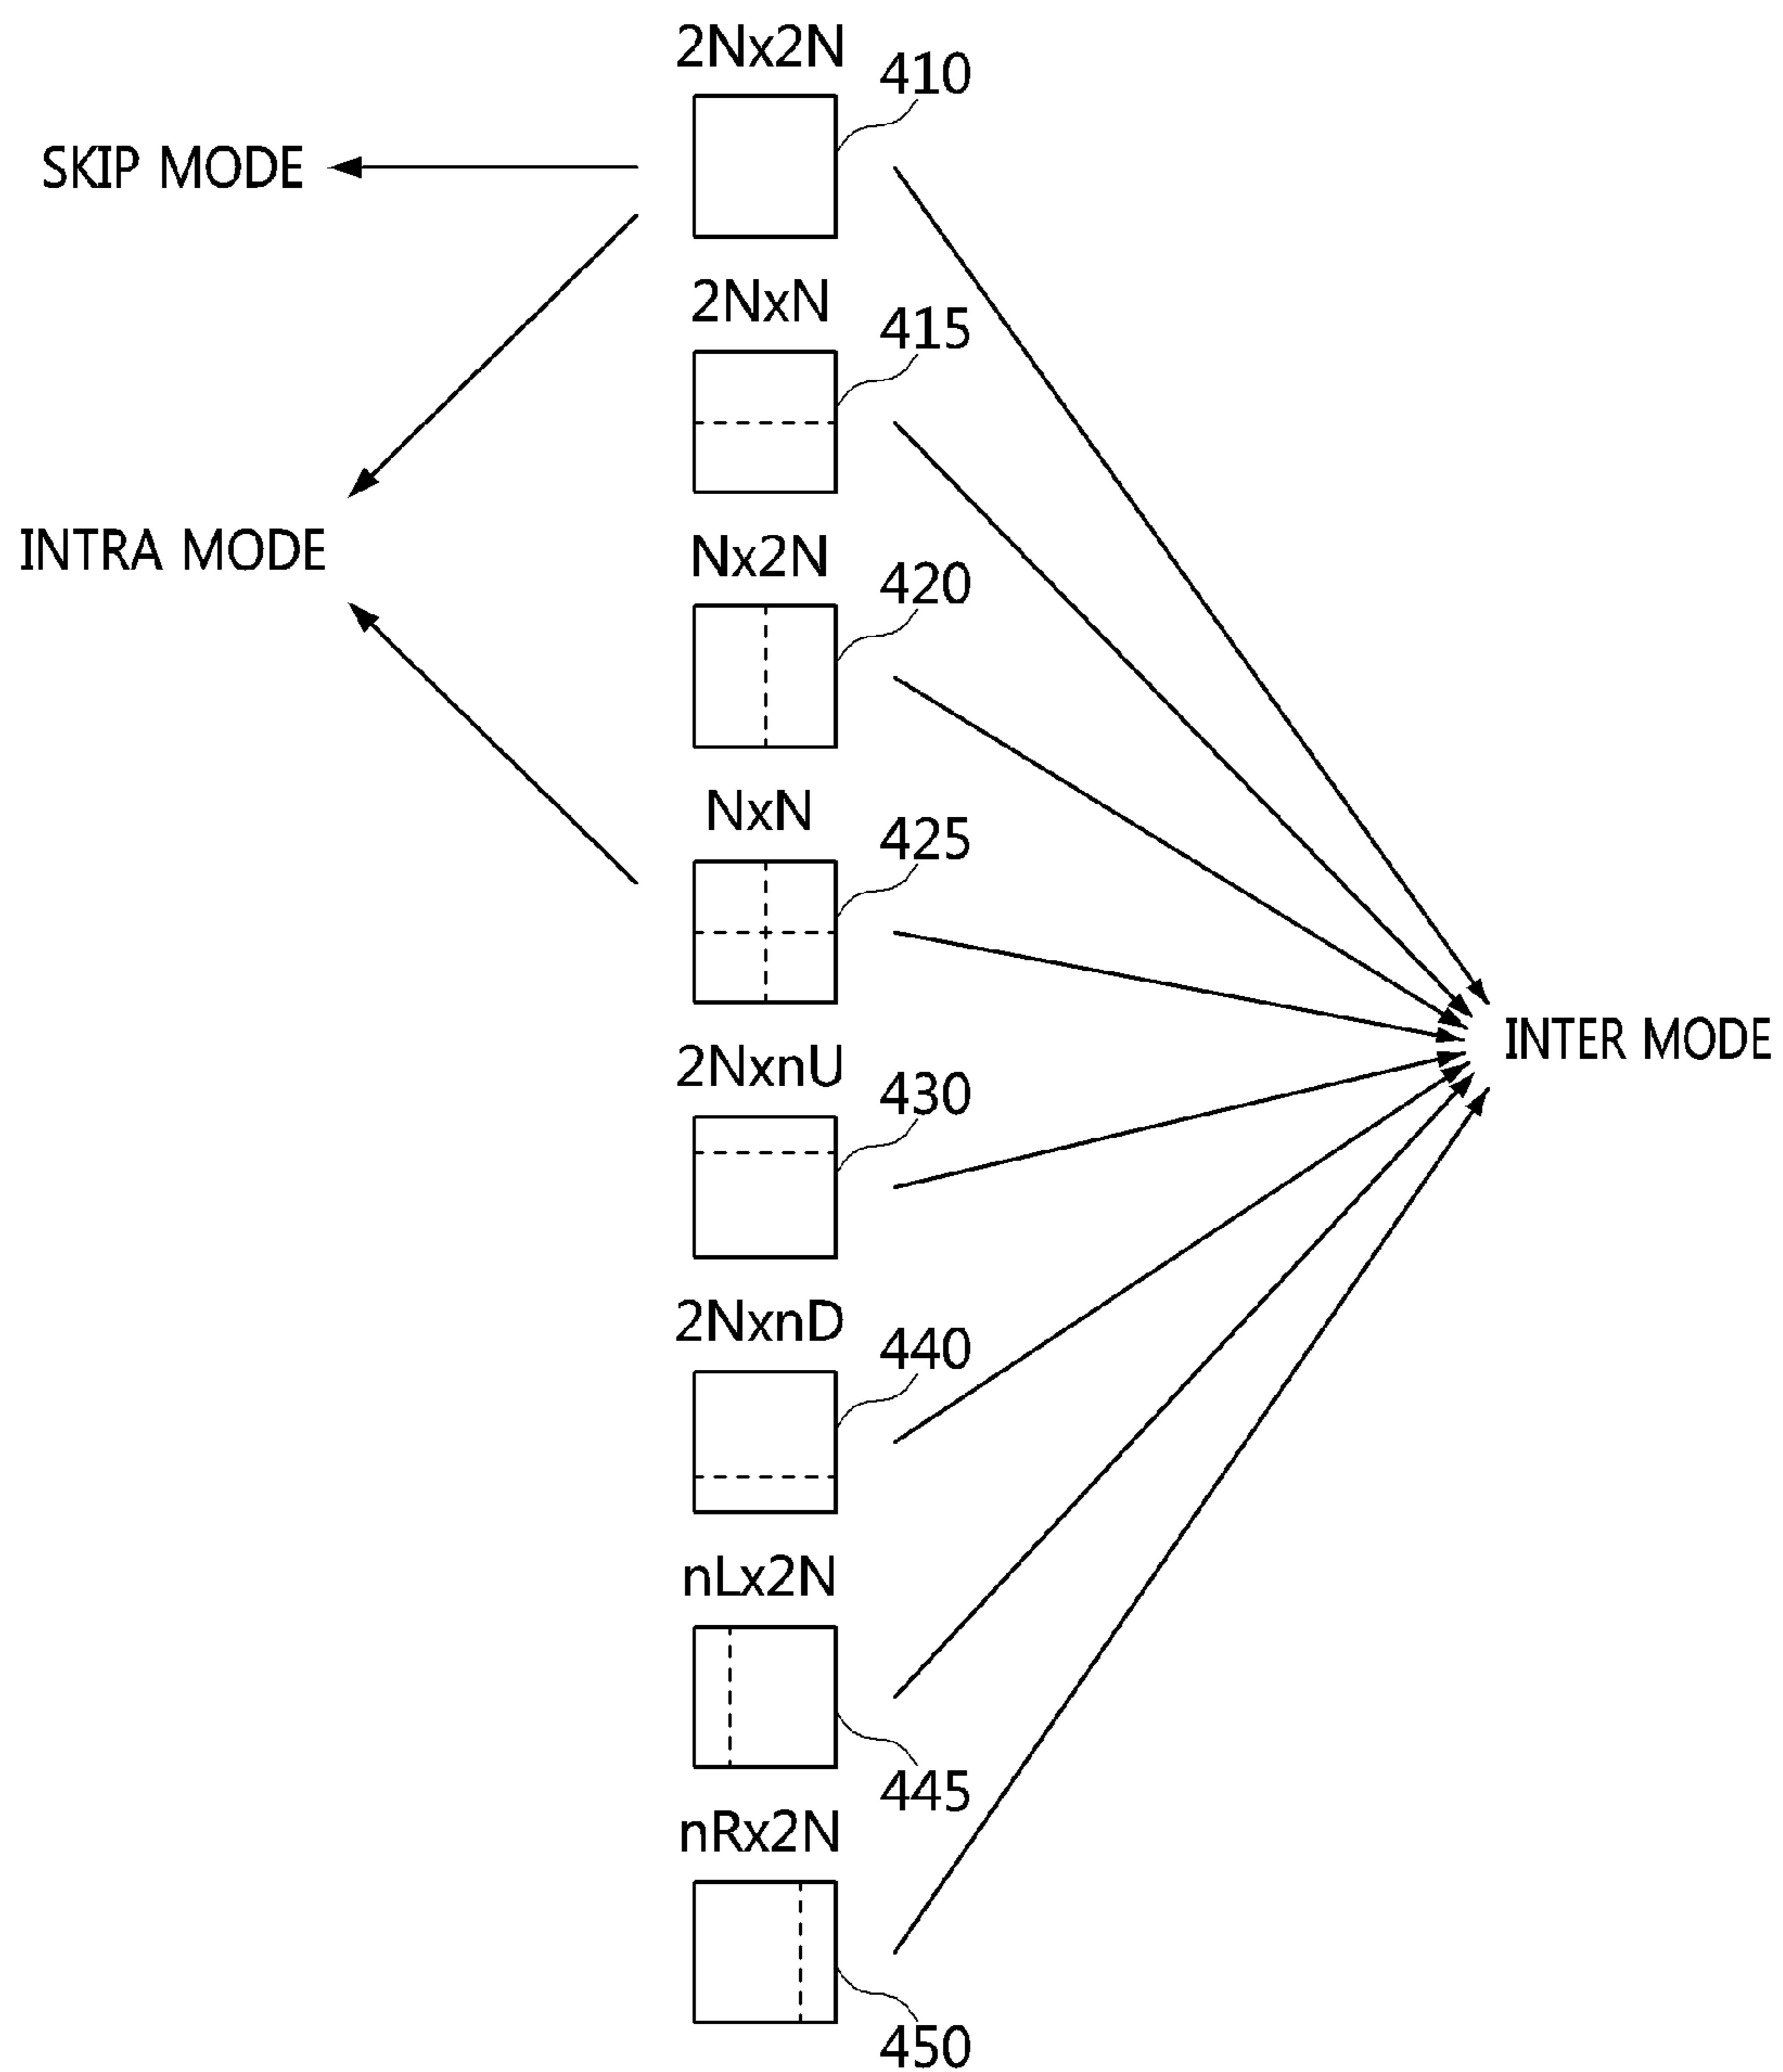 2Nx2N
410
SKIP MODE
2NxN
415
INTRA MODE
Nx2N
420
NxN
425
INTER MODE
2NxnU
430
2NxnD
440
nLx2N
445
nRx2N
450